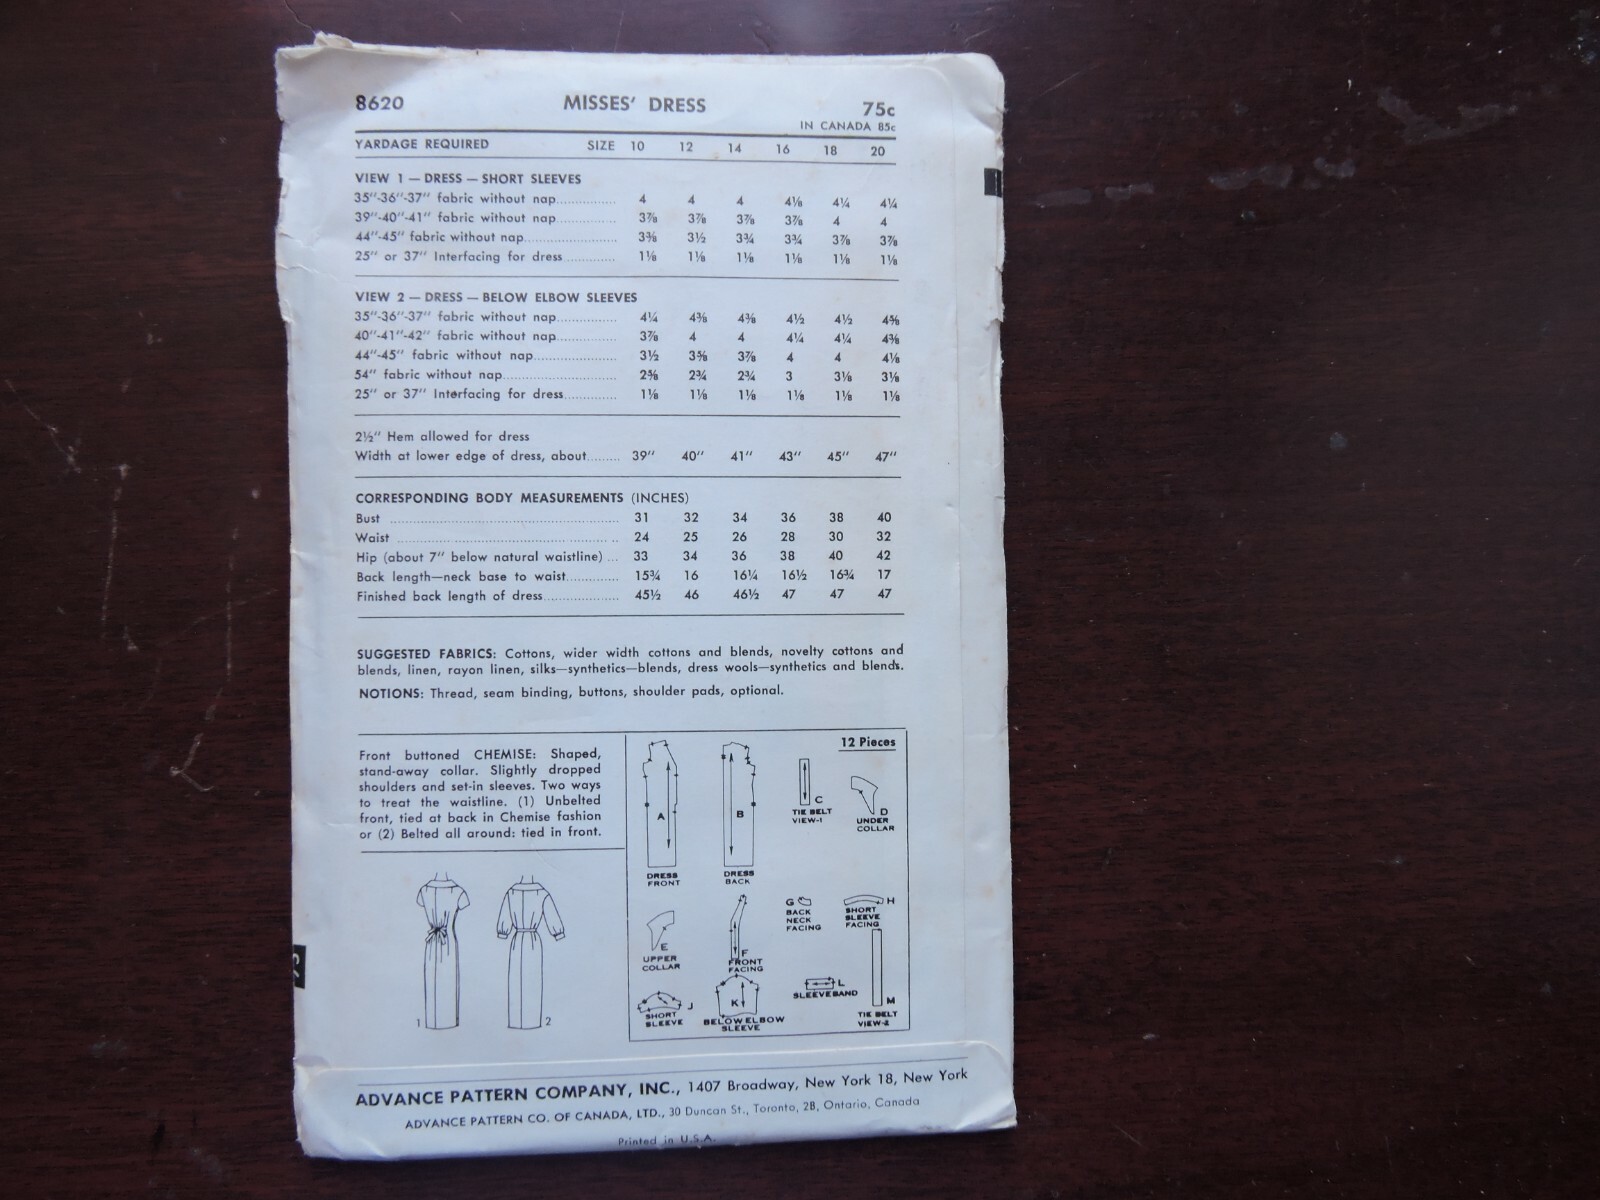 8620 MISSES' DRESS 75c
IN CANADA 85c
YARDAGE REQUIRED SIZE 10 12 14 16 18 20
VIEW 1 — DRESS — SHORT SLEEVES
35"-36"-37" fabric without nap 4 4 4 4⅛ 4¼ 4¼
39"-40"-41" fabric without nap 3⅞ 3⅞ 3⅞ 3⅞ 4 4
44"-45" fabric without nap 3⅜ 3½ 3¾ 3¾ 3⅞ 3⅞
25" or 37" Interfacing for dress 1⅛ 1⅛ 1⅛ 1⅛ 1⅛ 1⅛
VIEW 2 — DRESS — BELOW ELBOW SLEEVES
35"-36"-37" fabric without nap 4¼ 4⅜ 4⅜ 4½ 4½ 4⅝
40"-41"-42" fabric without nap 3⅞ 4 4 4¼ 4¼ 4⅜
44"-45" fabric without nap 3½ 3⅝ 3⅞ 4 4 4⅛
54" fabric without nap 2⅝ 2¾ 2¾ 3 3⅛ 3⅛
25" or 37" Interfacing for dress 1⅛ 1⅛ 1⅛ 1⅛ 1⅛ 1⅛
2½" Hem allowed for dress
Width at lower edge of dress, about 39" 40" 41" 43" 45" 47"
CORRESPONDING BODY MEASUREMENTS (INCHES)
Bust 31 32 34 36 38 40
Waist 24 25 26 28 30 32
Hip (about 7" below natural waistline) 33 34 36 38 40 42
Back length—neck base to waist 15¾ 16 16¼ 16½ 16¾ 17
Finished back length of dress 45½ 46 46½ 47 47 47
SUGGESTED FABRICS: Cottons, wider width cottons and blends, novelty cottons and
blends, linen, rayon linen, silks—synthetics—blends, dress wools—synthetics and blends.
NOTIONS: Thread, seam binding, buttons, shoulder pads, optional.
Front buttoned CHEMISE: Shaped,
stand-away collar. Slightly dropped
shoulders and set-in sleeves. Two ways
to treat the waistline. (1) Unbelted
front, tied at back in Chemise fashion
or (2) Belted all around: tied in front.
1
2
12 Pieces
A
DRESS
FRONT
B
DRESS
BACK
C
TIE BELT
VIEW-1
D
UNDER
COLLAR
E
UPPER
COLLAR
F
FRONT
FACING
G
BACK
NECK
FACING
H
SHORT
SLEEVE
FACING
J
SHORT
SLEEVE
K
BELOW ELBOW
SLEEVE
L
SLEEVEBAND
M
TIE BELT
VIEW-2
ADVANCE PATTERN COMPANY, INC., 1407 Broadway, New York 18, New York
ADVANCE PATTERN CO. OF CANADA, LTD., 30 Duncan St., Toronto, 2B, Ontario, Canada
Printed in U.S.A.